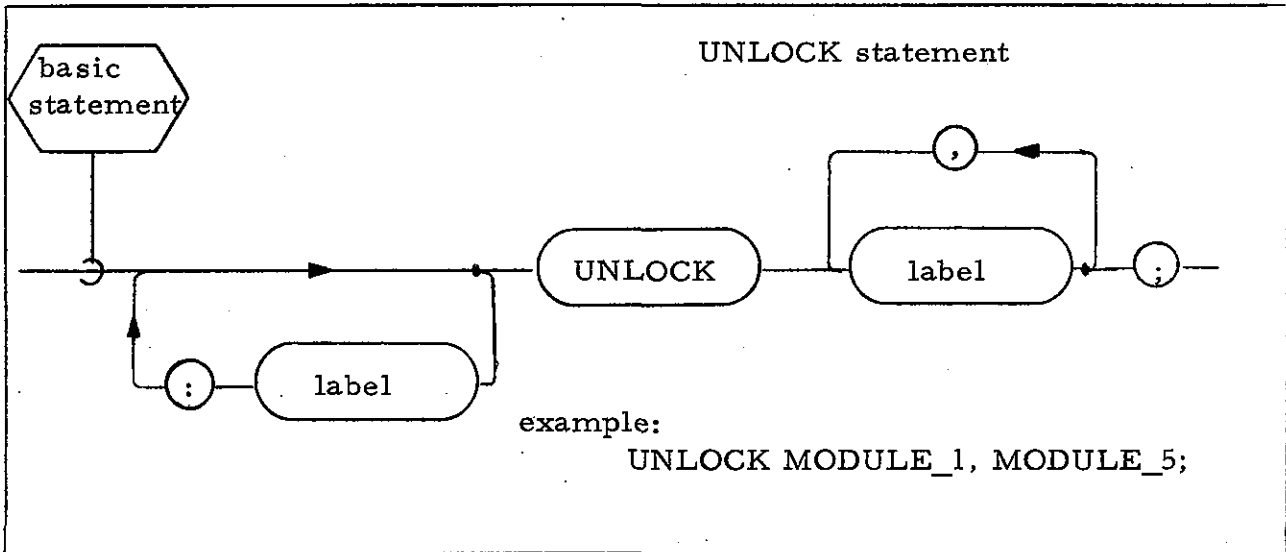 basic
statement
UNLOCK statement
,
UNLOCK
label
;
:
label
example:
UNLOCK MODULE_1, MODULE_5;